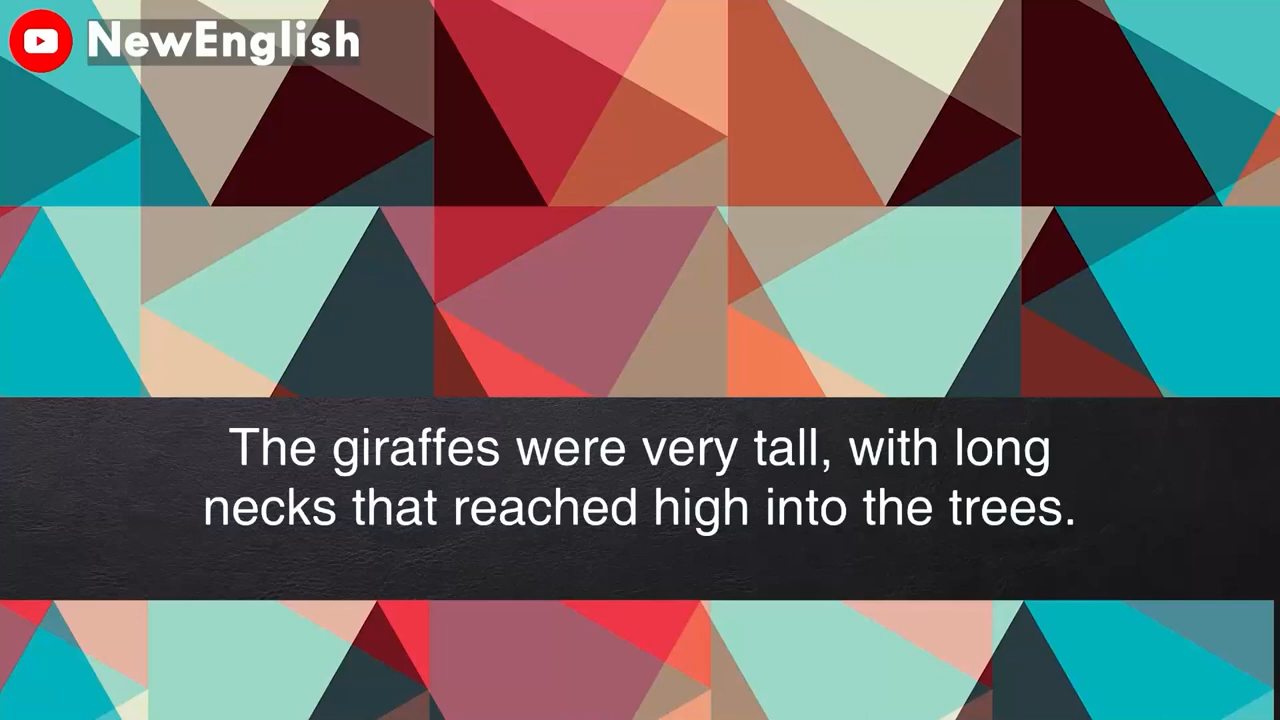 NewEnglish
The giraffes were very tall, with long
necks that reached high into the trees.